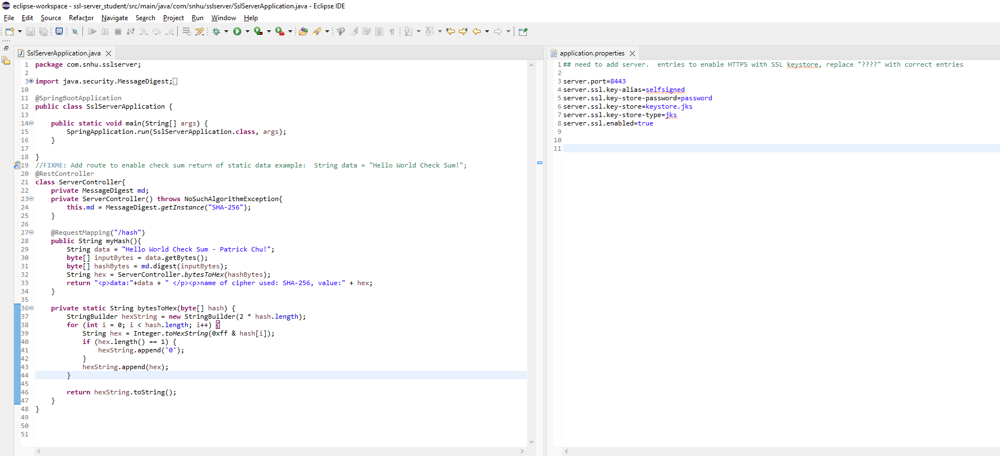 eclipse-workspace - ssl-server_student/src/main/java/com/snhu/sslserver/SslServerApplication.java - Eclipse IDE
File Edit Source Refactor Navigate Search Project Run Window Help
SslServerApplication.java
1 package com.snhu.sslserver;
2
3 import java.security.MessageDigest;
10
11 @SpringBootApplication
12 public class SslServerApplication {
13
14     public static void main(String[] args) {
15         SpringApplication.run(SslServerApplication.class, args);
16     }
17
18 }
19 //FIXME: Add route to enable check sum return of static data example:  String data = "Hello World Check Sum!";
20 @RestController
21 class ServerController{
22     private MessageDigest md;
23     private ServerController() throws NoSuchAlgorithmException{
24         this.md = MessageDigest.getInstance("SHA-256");
25     }
26
27     @RequestMapping("/hash")
28     public String myHash(){
29         String data = "Hello World Check Sum - Patrick Chu!";
30         byte[] inputBytes = data.getBytes();
31         byte[] hashBytes = md.digest(inputBytes);
32         String hex = ServerController.bytesToHex(hashBytes);
33         return "<p>data:"+data + " </p><p>name of cipher used: SHA-256, value:" + hex;
34     }
35
36     private static String bytesToHex(byte[] hash) {
37         StringBuilder hexString = new StringBuilder(2 * hash.length);
38         for (int i = 0; i < hash.length; i++) {
39             String hex = Integer.toHexString(0xff & hash[i]);
40             if (hex.length() == 1) {
41                 hexString.append('0');
42             }
43             hexString.append(hex);
44         }
45
46         return hexString.toString();
47     }
48 }
49
50
51
application.properties
1 ## need to add server.  entries to enable HTTPS with SSL keystore, replace "????" with correct entries
2
3 server.port=8443
4 server.ssl.key-alias=selfsigned
5 server.ssl.key-store-password=password
6 server.ssl.key-store=keystore.jks
7 server.ssl.key-store-type=jks
8 server.ssl.enabled=true
9
10
11